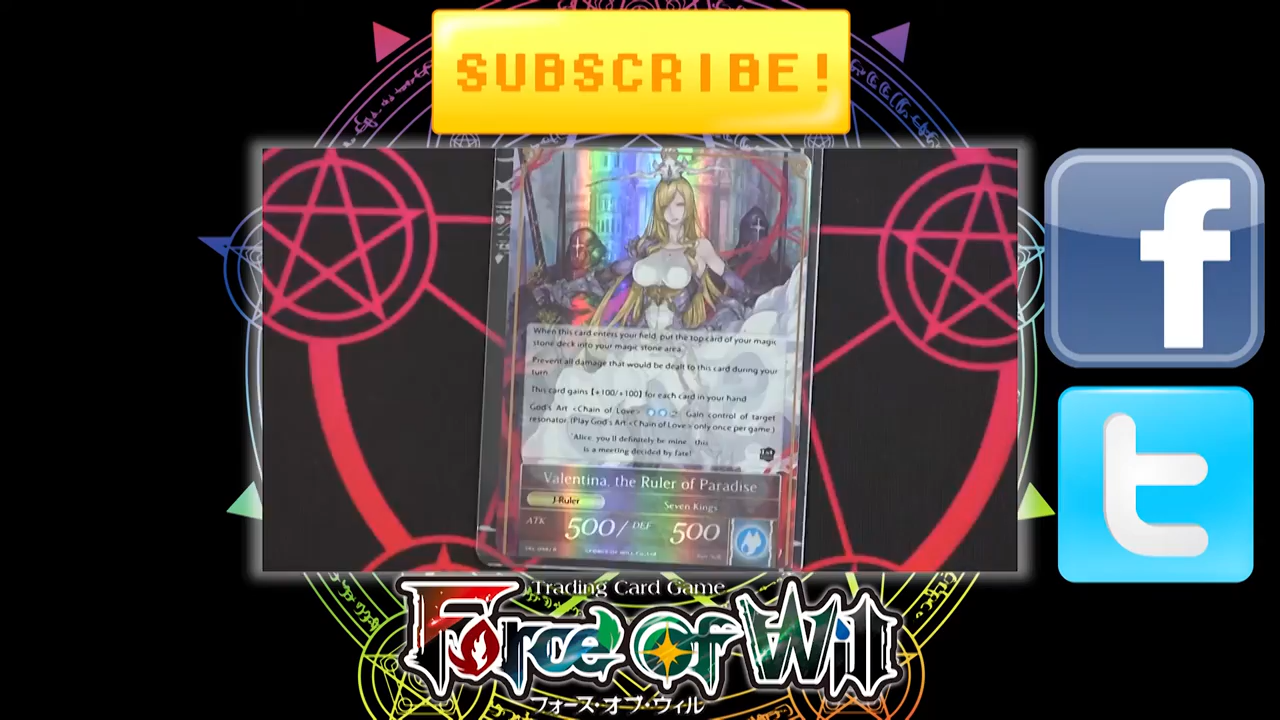 SUBSCRIBE!
When this card enters your field, put the top card of your magic
stone deck into your magic stone area.
Prevent all damage that would be dealt to this card during your
turn.
This card gains [+100/+100] for each card in your hand
God's Art <Chain of Love> Gain control of target
resonator. (Play God's Art <Chain of Love> only once per game.)
"Alice, you'll definitely be mine...this
is a meeting decided by fate!
Valentina, the Ruler of Paradise
J-Ruler
Seven Kings
ATK 500/ DEF 500
f
t
Trading Card Game
Force of Will
フォース・オブ・ウィル